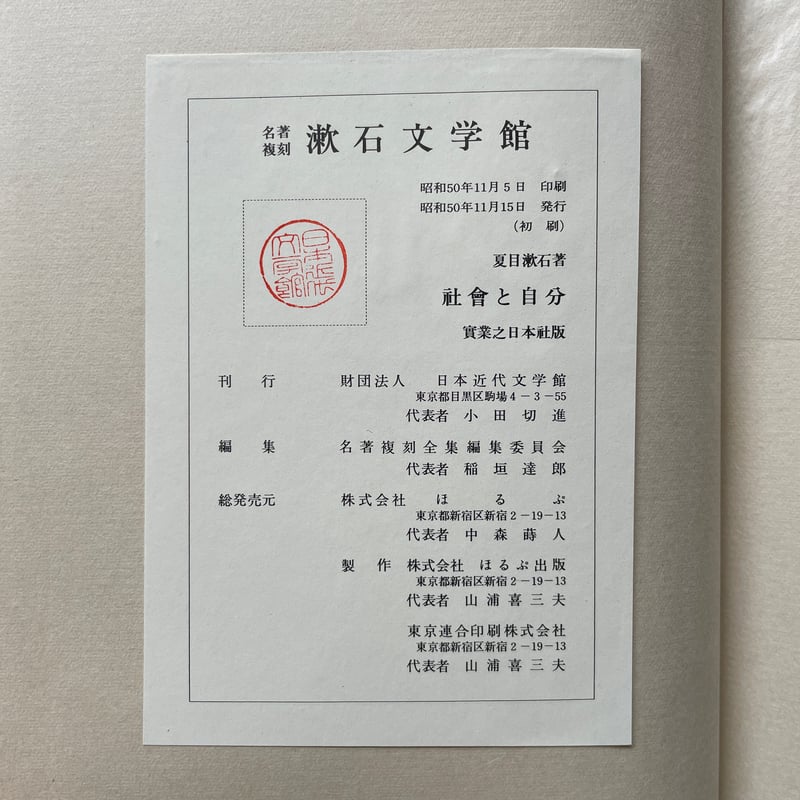 名著複刻 漱石文学館
昭和50年11月5日 印刷
昭和50年11月15日 発行
(初刷)
日本近代文学館
夏目漱石著
社會と自分
實業之日本社版
刊行 財団法人 日本近代文学館
東京都目黒区駒場4-3-55
代表者 小田切進
編集 名著複刻全集編集委員会
代表者 稲垣達郎
総発売元 株式会社 ほるぷ
東京都新宿区新宿2-19-13
代表者 中森蒔人
製作 株式会社 ほるぷ出版
東京都新宿区新宿2-19-13
代表者 山浦喜三夫
東京連合印刷株式会社
東京都新宿区新宿2-19-13
代表者 山浦喜三夫